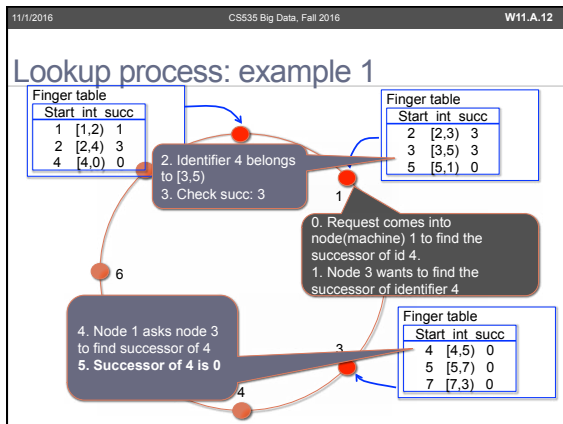 11/1/2016 CS535 Big Data, Fall 2016 W11.A.12
Lookup process: example 1
Finger table
Start int succ
1 [1,2) 1
2 [2,4) 3
4 [4,0) 0
Finger table
Start int succ
2 [2,3) 3
3 [3,5) 3
5 [5,1) 0
2. Identifier 4 belongs
to [3,5)
3. Check succ: 3
1
0. Request comes into
node(machine) 1 to find the
successor of id 4.
1. Node 3 wants to find the
successor of identifier 4
6
4. Node 1 asks node 3
to find successor of 4
5. Successor of 4 is 0
3
4
Finger table
Start int succ
4 [4,5) 0
5 [5,7) 0
7 [7,3) 0